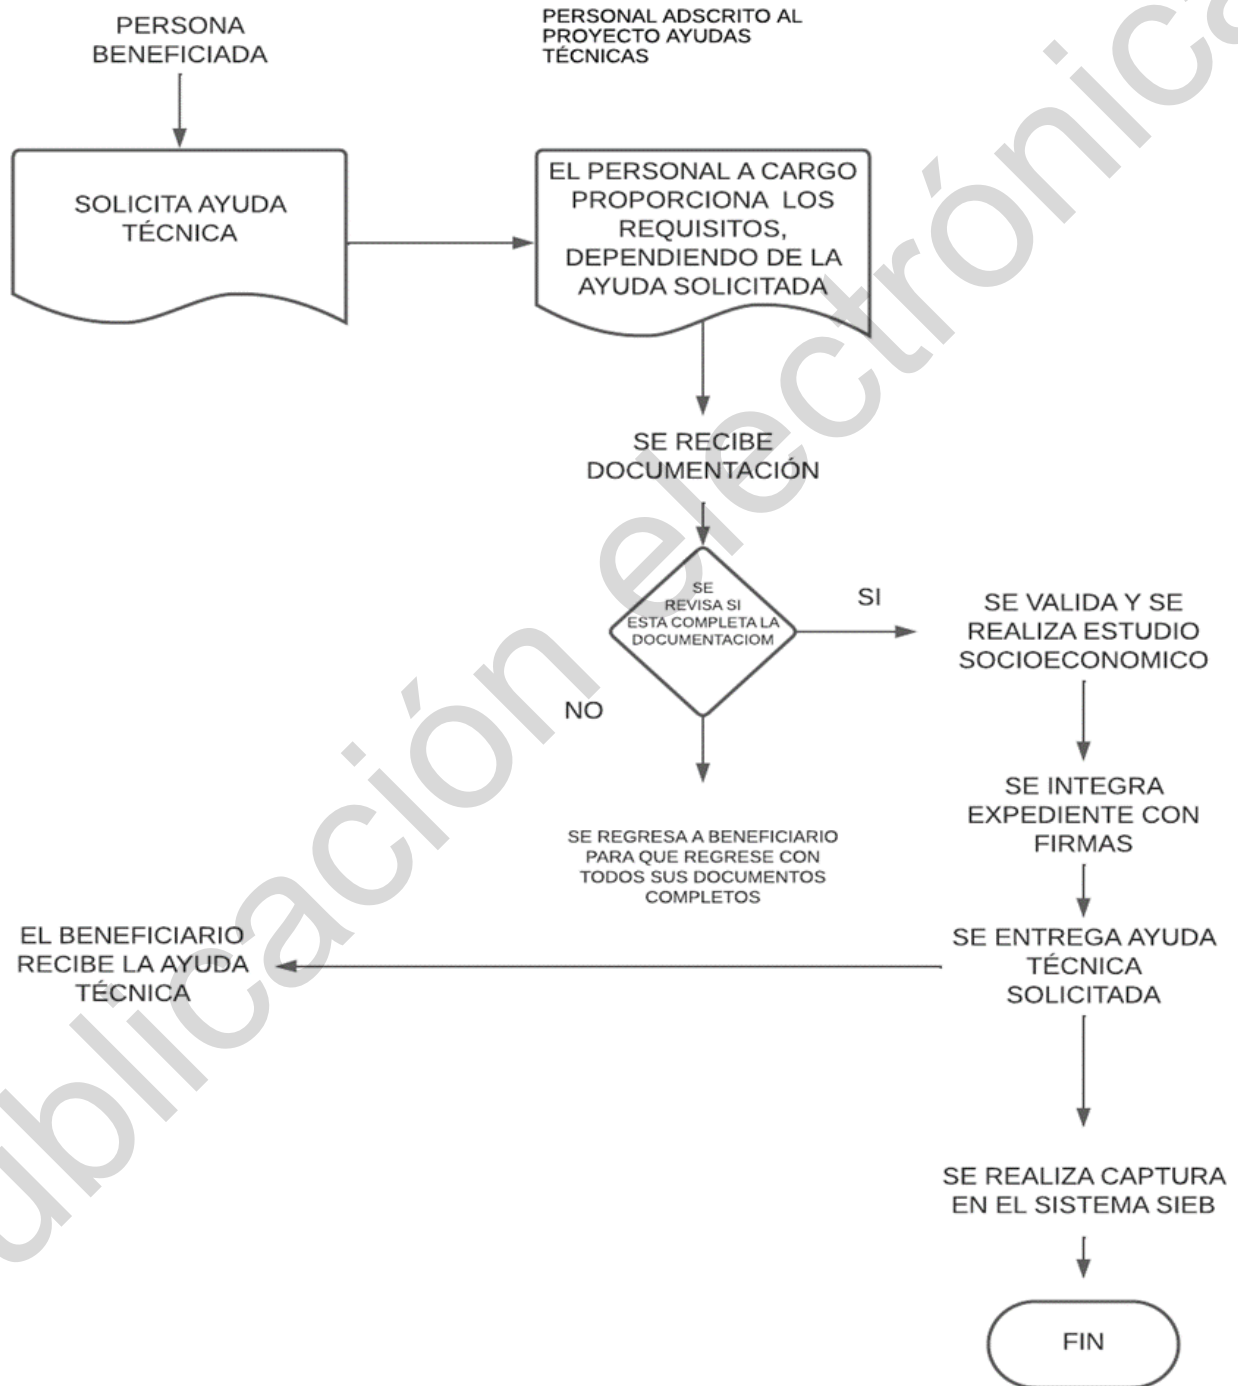 PERSONA
BENEFICIADA
PERSONAL ADSCRITO AL
PROYECTO AYUDAS
TÉCNICAS
SOLICITA AYUDA
TÉCNICA
EL PERSONAL A CARGO
PROPORCIONA LOS
REQUISITOS,
DEPENDIENDO DE LA
AYUDA SOLICITADA
SE RECIBE
DOCUMENTACIÓN
SE
REVISA SI
ESTA COMPLETA LA
DOCUMENTACIOM
SI
NO
SE VALIDA Y SE
REALIZA ESTUDIO
SOCIOECONOMICO
SE INTEGRA
EXPEDIENTE CON
FIRMAS
SE REGRESA A BENEFICIARIO
PARA QUE REGRESE CON
TODOS SUS DOCUMENTOS
COMPLETOS
SE ENTREGA AYUDA
TÉCNICA
SOLICITADA
EL BENEFICIARIO
RECIBE LA AYUDA
TÉCNICA
SE REALIZA CAPTURA
EN EL SISTEMA SIEB
FIN
ublicación electrónica